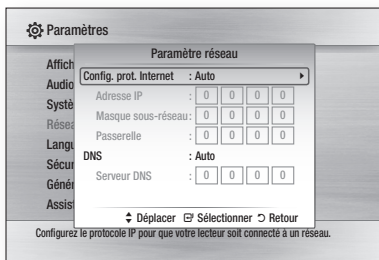 Paramètres
Paramètre réseau
Affich
Config. prot. Internet : Auto
Audio
Adresse IP : 0 0 0 0
Systè
Masque sous-réseau : 0 0 0 0
Résea
Passerelle : 0 0 0 0
Langu
DNS : Auto
Sécur
Serveur DNS : 0 0 0 0
Génér
Assist
Déplacer Sélectionner Retour
Configurez le protocole IP pour que votre lecteur soit connecté à un réseau.